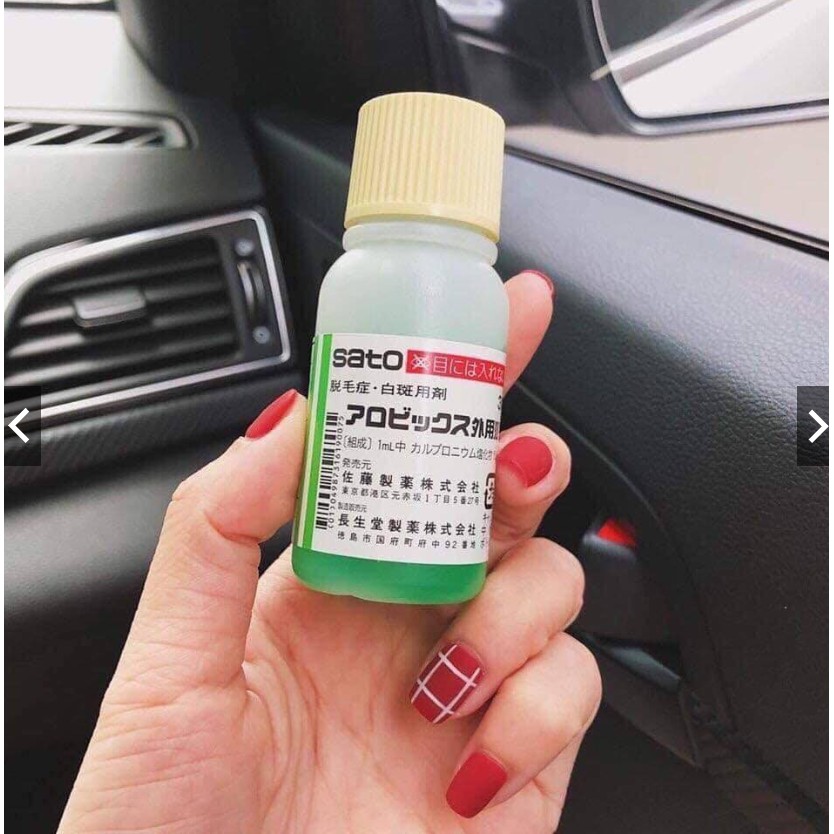 sato 目には入れな
脱毛症・白斑用剤
アロビックス外用
〔組成〕1mL中 カルプロニウム塩化
発売元
佐藤製薬株式会社
東京都港区元赤坂1丁目5番27号
製造販売元
長生堂製薬株式会社
徳島市国府町府中92番地
(01)04987316190075